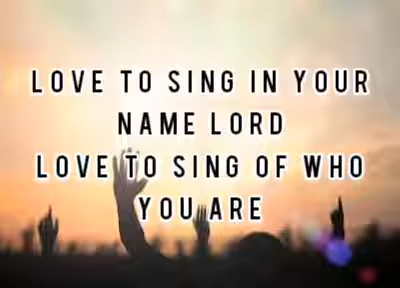 LOVE TO SING IN YOUR
NAME LORD
LOVE TO SING OF WHO
YOU ARE